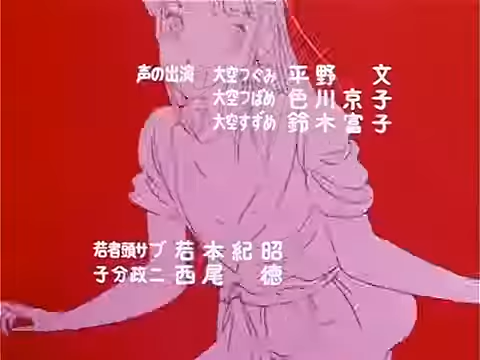 声の出演 大空つぐみ 平野 文
大空つばめ 色川京子
大空すずめ 鈴木富子
若者頭サブ 若本紀昭
子分政二 西尾 徳